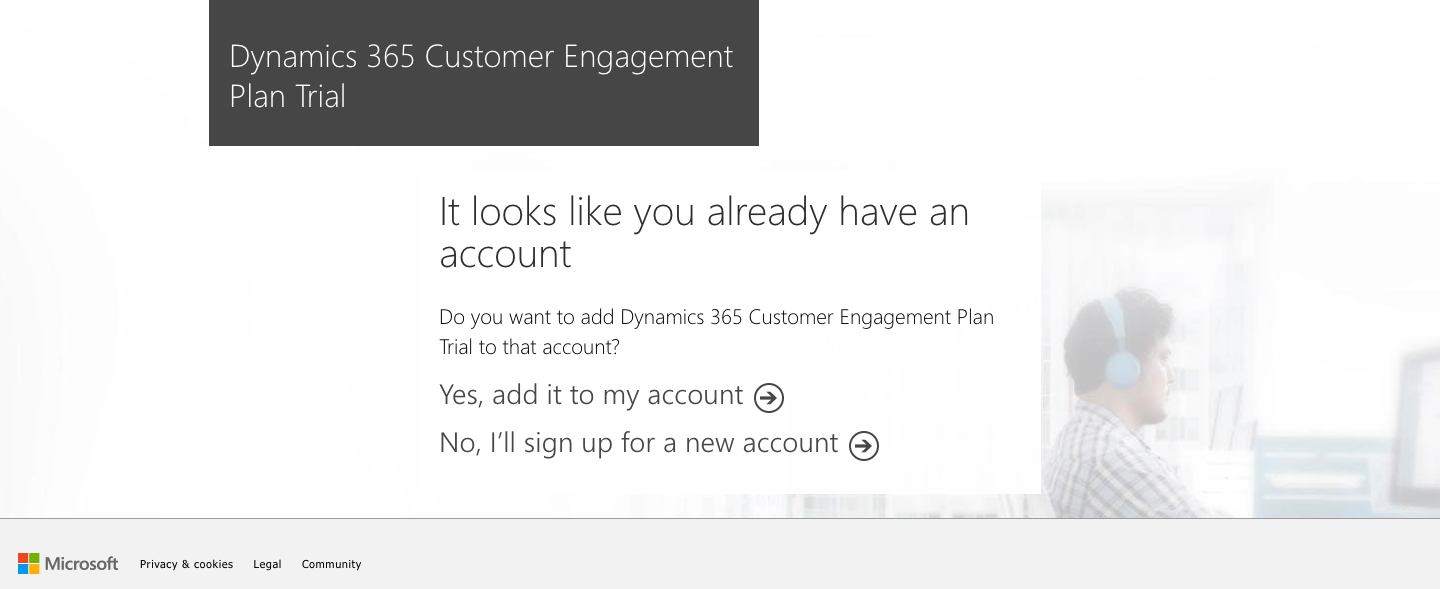 Dynamics 365 Customer Engagement
Plan Trial
It looks like you already have an
account
Do you want to add Dynamics 365 Customer Engagement Plan
Trial to that account?
Yes, add it to my account
No, I’ll sign up for a new account
Microsoft Privacy & cookies Legal Community